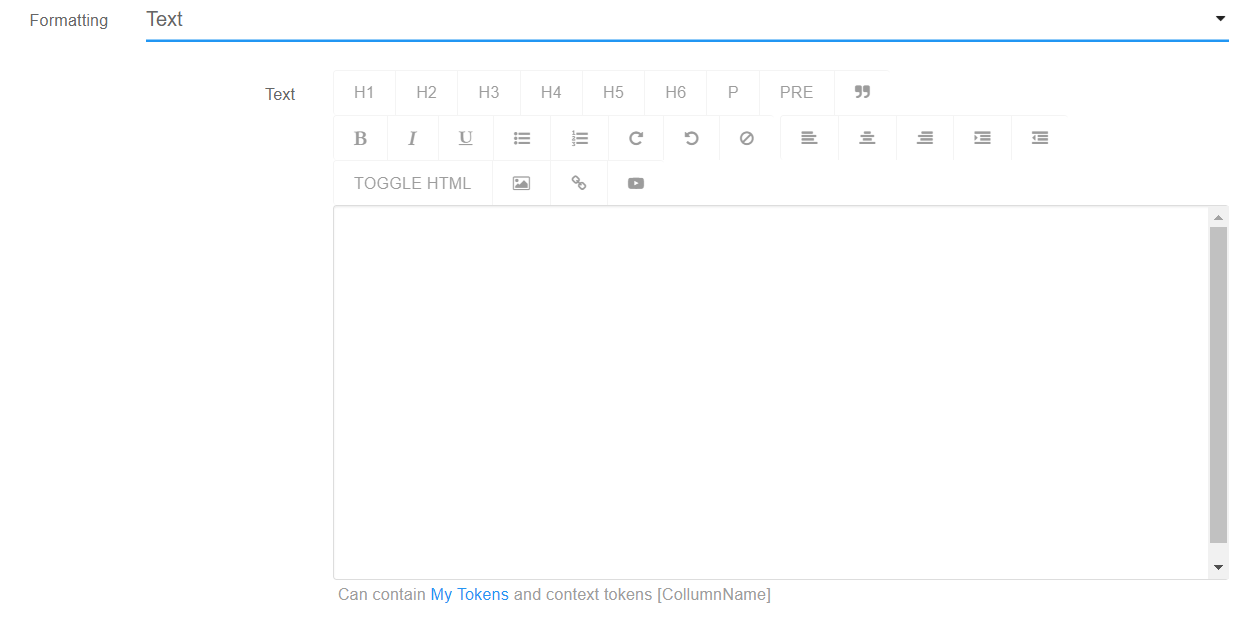 Formatting Text
Text H1 H2 H3 H4 H5 H6 P PRE
B I U
TOGGLE HTML
Can contain My Tokens and context tokens [CollumnName]